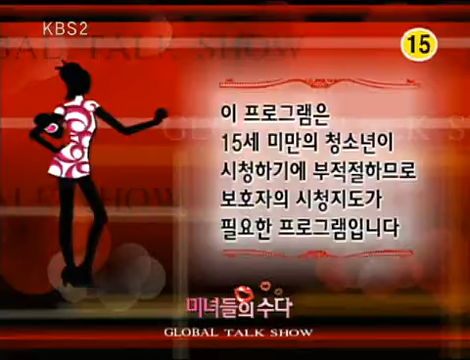 KBS2
15
GLOBAL TALK SHOW
이 프로그램은
15세 미만의 청소년이
시청하기에 부적절하므로
보호자의 시청지도가
필요한 프로그램입니다
미녀들의 수다
GLOBAL TALK SHOW